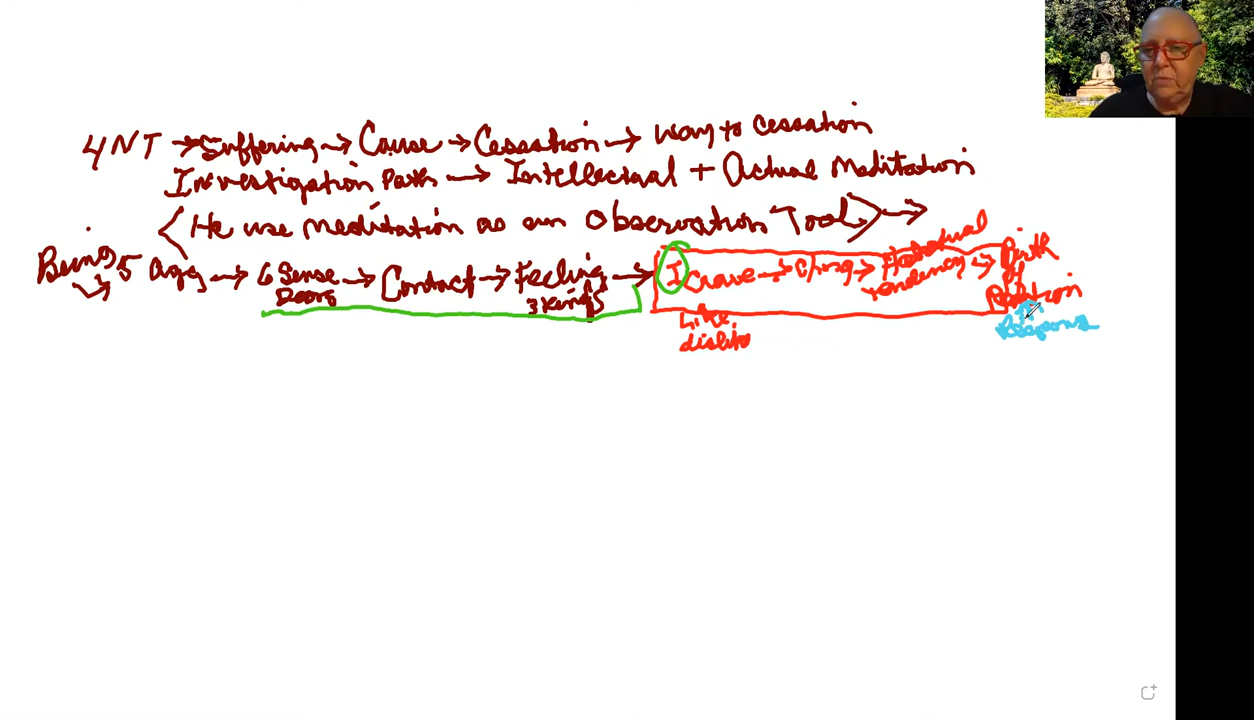 4NT → Suffering → Cause → Cessation → Way to cessation
Investigation Path → Intellectual + Actual Meditation
He use meditation as an Observation Tool →
Being 5 agg → 6 Sense Doors → Contact → Feeling 3 kinds → I Crave → Cling → Habitual tendency → Birth of
Like
dislike